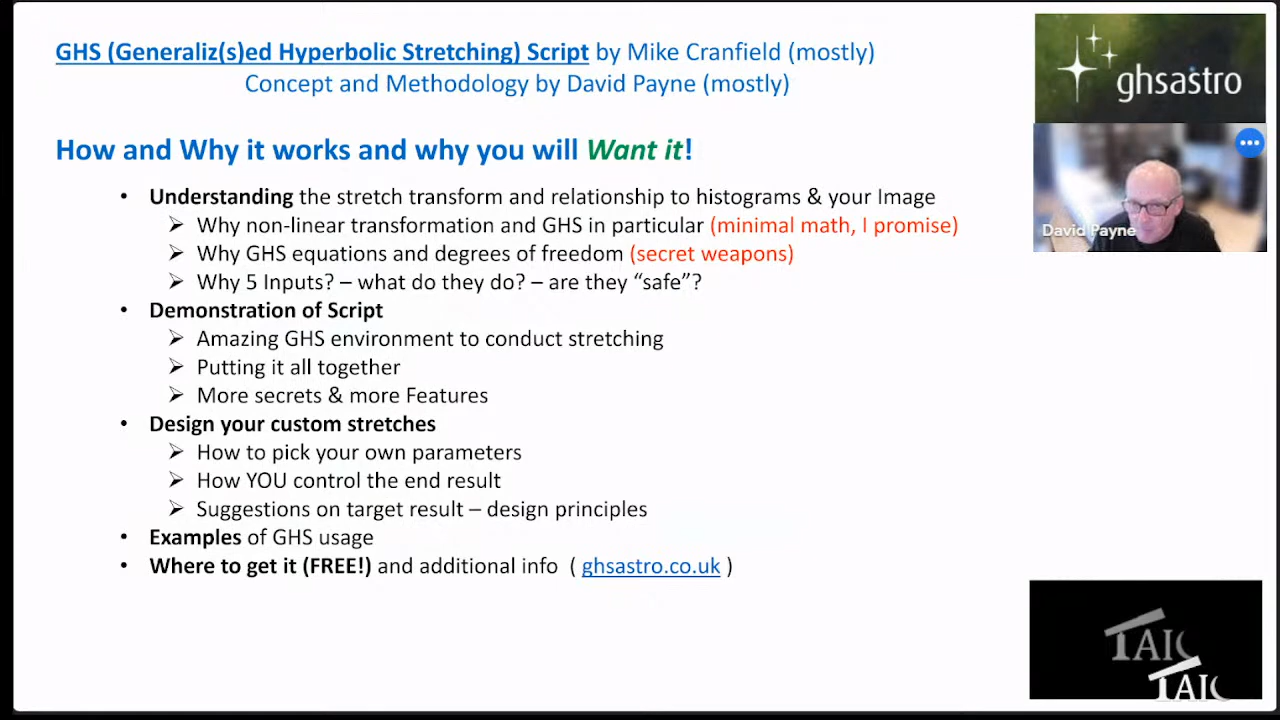 GHS (Generaliz(s)ed Hyperbolic Stretching) Script by Mike Cranfield (mostly)
Concept and Methodology by David Payne (mostly)
How and Why it works and why you will Want it!
• Understanding the stretch transform and relationship to histograms & your Image
➢ Why non-linear transformation and GHS in particular (minimal math, I promise)
➢ Why GHS equations and degrees of freedom (secret weapons)
➢ Why 5 Inputs? – what do they do? – are they “safe”?
• Demonstration of Script
➢ Amazing GHS environment to conduct stretching
➢ Putting it all together
➢ More secrets & more Features
• Design your custom stretches
➢ How to pick your own parameters
➢ How YOU control the end result
➢ Suggestions on target result – design principles
• Examples of GHS usage
• Where to get it (FREE!) and additional info ( ghsastro.co.uk )
ghsastro
David Payne
TAIC
TAIC